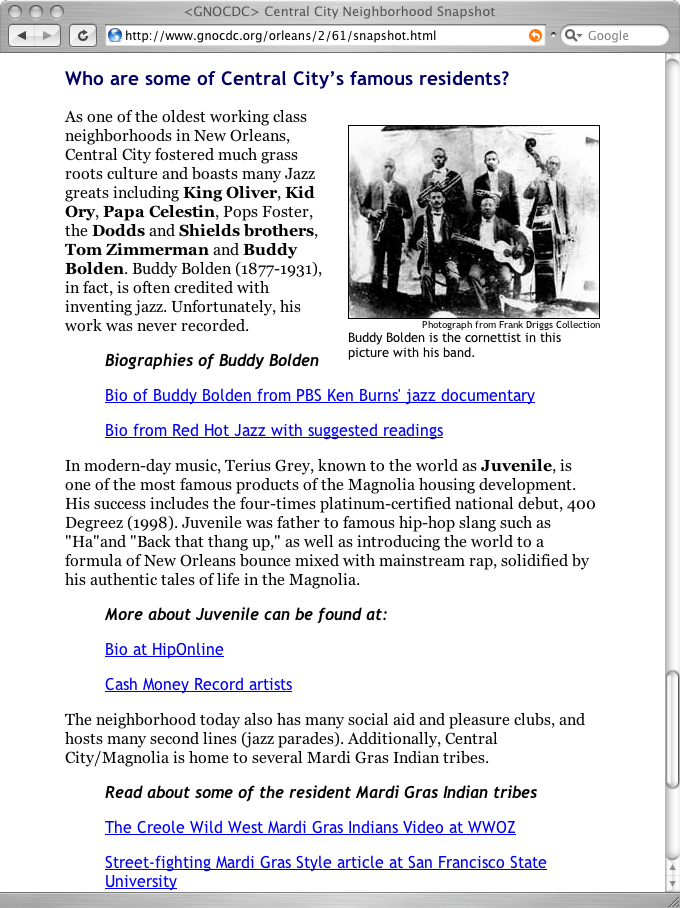 <GNOCDC> Central City Neighborhood Snapshot
http://www.gnocdc.org/orleans/2/61/snapshot.html
Google
Who are some of Central City's famous residents?
As one of the oldest working class
neighborhoods in New Orleans,
Central City fostered much grass
roots culture and boasts many Jazz
greats including King Oliver, Kid
Ory, Papa Celestin, Pops Foster,
the Dodds and Shields brothers,
Tom Zimmerman and Buddy
Bolden. Buddy Bolden (1877-1931),
in fact, is often credited with
inventing jazz. Unfortunately, his
work was never recorded.
Photograph from Frank Driggs Collection
Buddy Bolden is the cornettist in this
picture with his band.
Biographies of Buddy Bolden
Bio of Buddy Bolden from PBS Ken Burns' jazz documentary
Bio from Red Hot Jazz with suggested readings
In modern-day music, Terius Grey, known to the world as Juvenile, is
one of the most famous products of the Magnolia housing development.
His success includes the four-times platinum-certified national debut, 400
Degreez (1998). Juvenile was father to famous hip-hop slang such as
"Ha"and "Back that thang up," as well as introducing the world to a
formula of New Orleans bounce mixed with mainstream rap, solidified by
his authentic tales of life in the Magnolia.
More about Juvenile can be found at:
Bio at HipOnline
Cash Money Record artists
The neighborhood today also has many social aid and pleasure clubs, and
hosts many second lines (jazz parades). Additionally, Central
City/Magnolia is home to several Mardi Gras Indian tribes.
Read about some of the resident Mardi Gras Indian tribes
The Creole Wild West Mardi Gras Indians Video at WWOZ
Street-fighting Mardi Gras Style article at San Francisco State
University